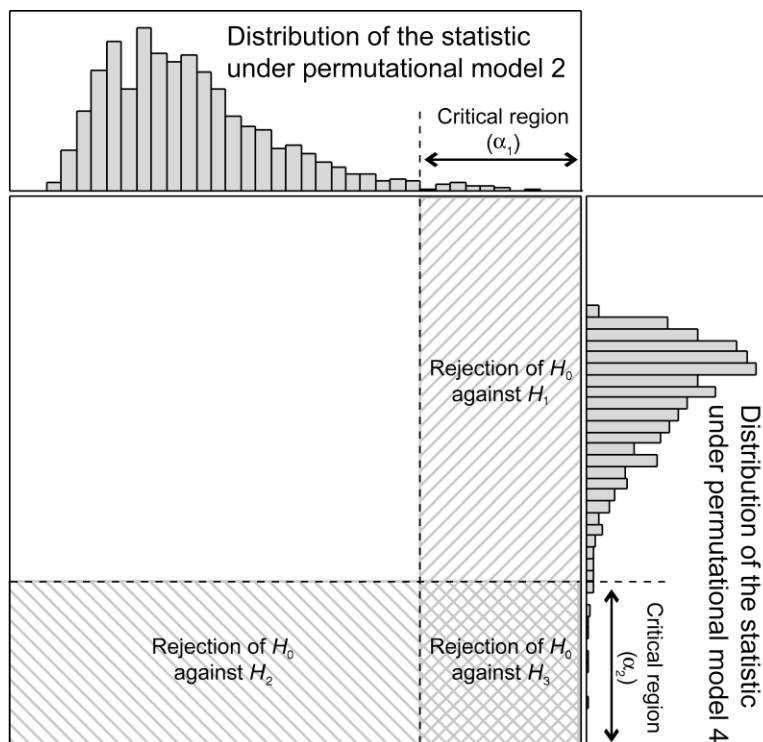 Distribution of the statistic
under permutational model 2
Critical region
(α₁)
Rejection of H₀
against H₁
Distribution of the statistic
under permutational model 4
Rejection of H₀
against H₂
Rejection of H₀
against H₃
Critical region
(α₂)